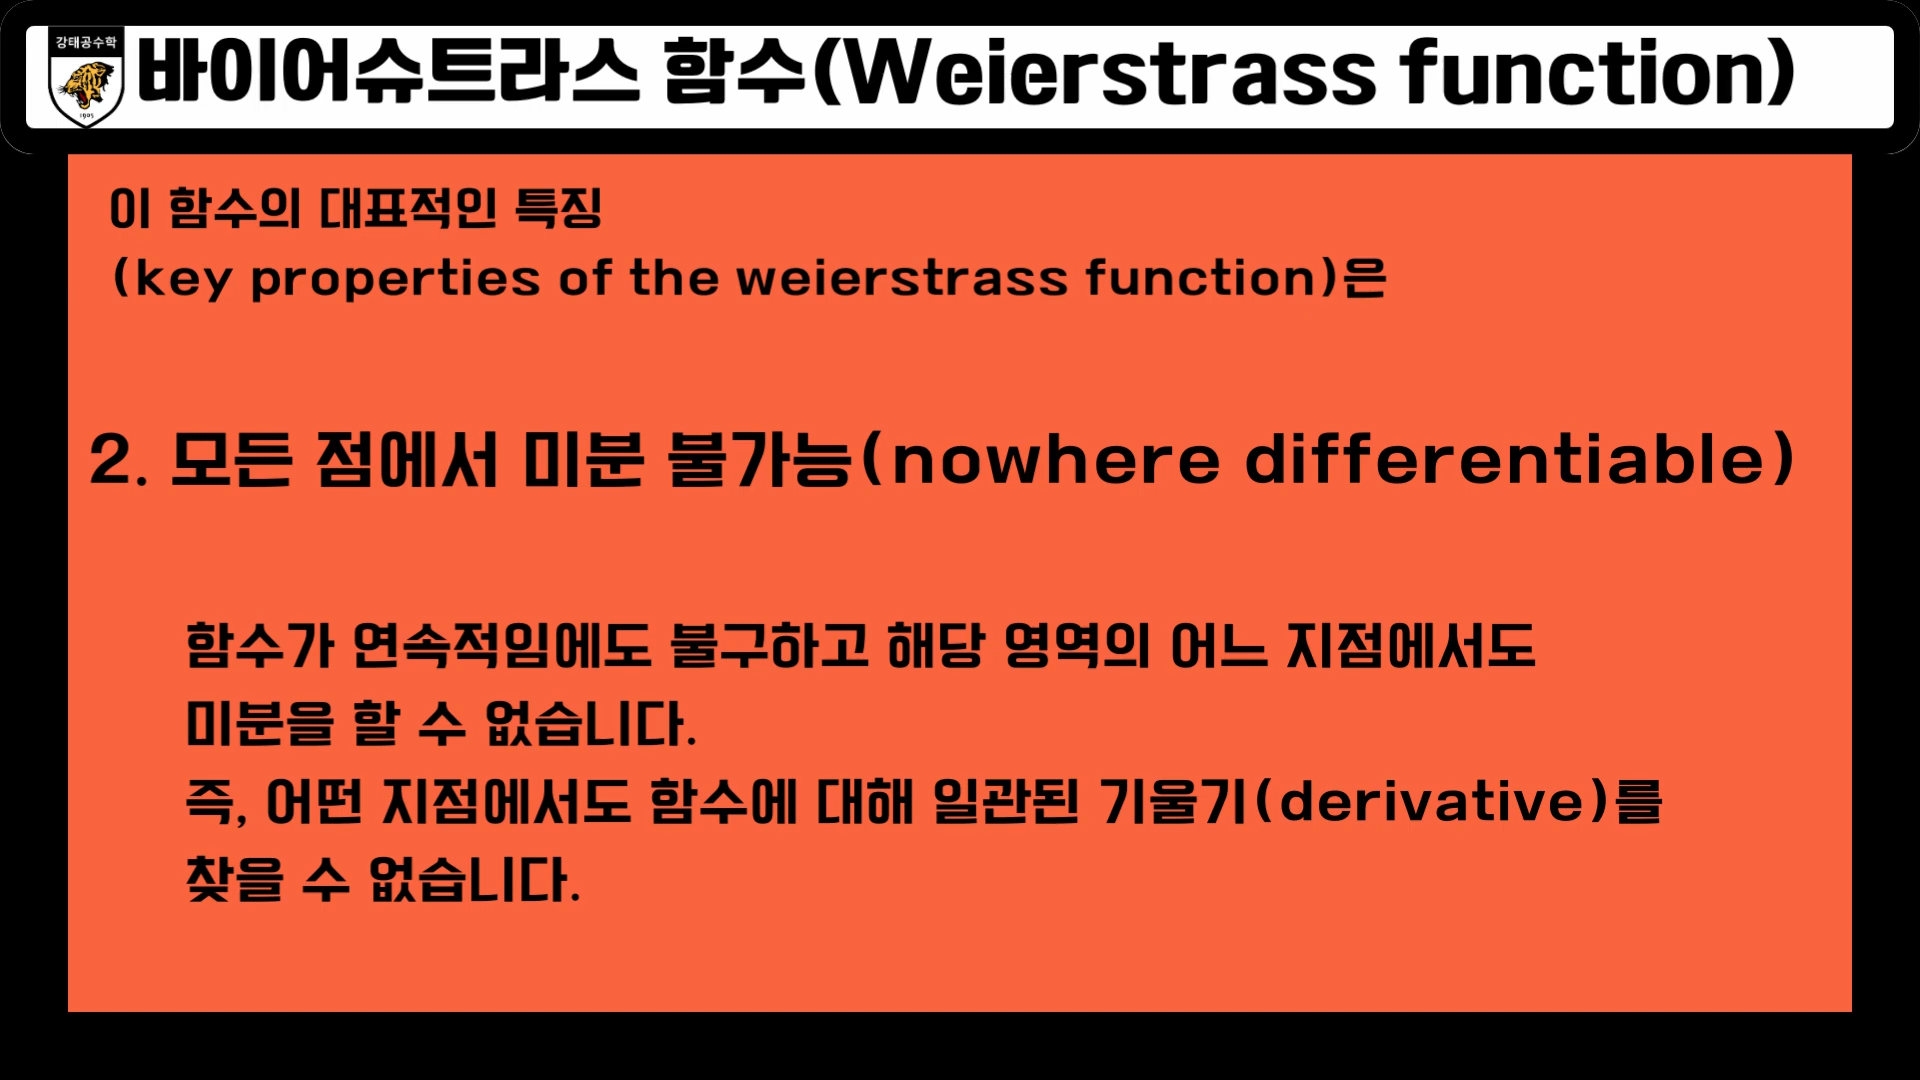 강태공수학
1905
바이어슈트라스 함수(Weierstrass function)
이 함수의 대표적인 특징
(key properties of the weierstrass function)은
2. 모든 점에서 미분 불가능(nowhere differentiable)
함수가 연속적임에도 불구하고 해당 영역의 어느 지점에서도
미분을 할 수 없습니다.
즉, 어떤 지점에서도 함수에 대해 일관된 기울기(derivative)를
찾을 수 없습니다.